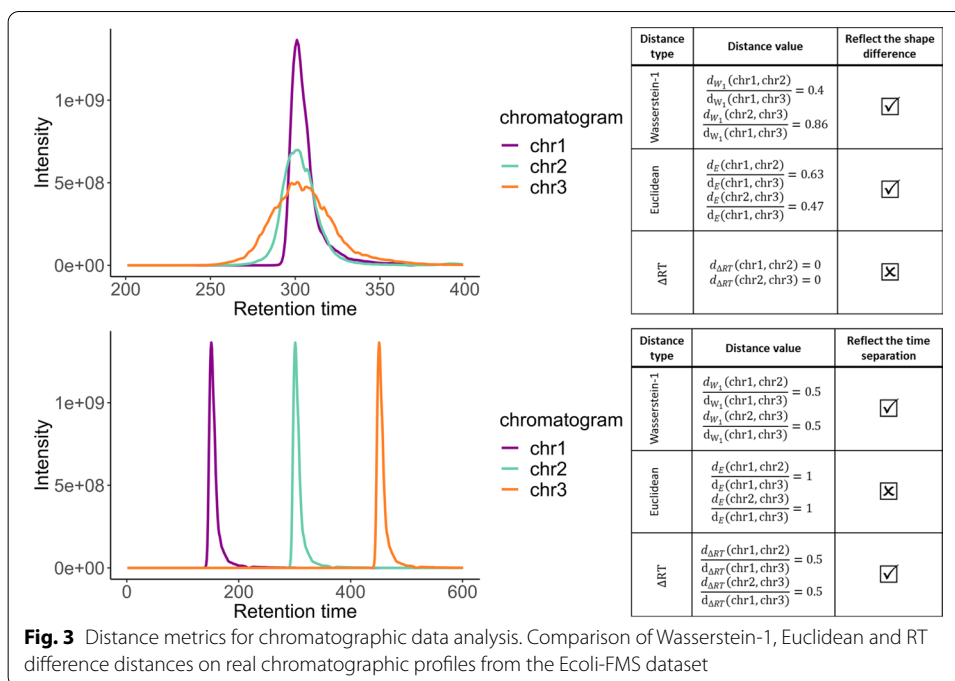 1e+09
5e+08
0e+00
Intensity
200
250
300
350
400
Retention time
chromatogram
chr1
chr2
chr3
Distance type
Distance value
Reflect the shape difference
Wasserstein-1
d_W₁(chr1, chr2) / d_W₁(chr1, chr3) = 0.4
d_W₁(chr2, chr3) / d_W₁(chr1, chr3) = 0.86
Euclidean
d_E(chr1, chr2) / d_E(chr1, chr3) = 0.63
d_E(chr2, chr3) / d_E(chr1, chr3) = 0.47
ΔRT
d_ΔRT(chr1, chr2) = 0
d_ΔRT(chr2, chr3) = 0
1e+09
5e+08
0e+00
Intensity
0
200
400
600
Retention time
chromatogram
chr1
chr2
chr3
Distance type
Distance value
Reflect the time separation
Wasserstein-1
d_W₁(chr1, chr2) / d_W₁(chr1, chr3) = 0.5
d_W₁(chr2, chr3) / d_W₁(chr1, chr3) = 0.5
Euclidean
d_E(chr1, chr2) / d_E(chr1, chr3) = 1
d_E(chr2, chr3) / d_E(chr1, chr3) = 1
ΔRT
d_ΔRT(chr1, chr2) / d_ΔRT(chr1, chr3) = 0.5
d_ΔRT(chr2, chr3) / d_ΔRT(chr1, chr3) = 0.5
Fig. 3 Distance metrics for chromatographic data analysis. Comparison of Wasserstein-1, Euclidean and RT
difference distances on real chromatographic profiles from the Ecoli-FMS dataset